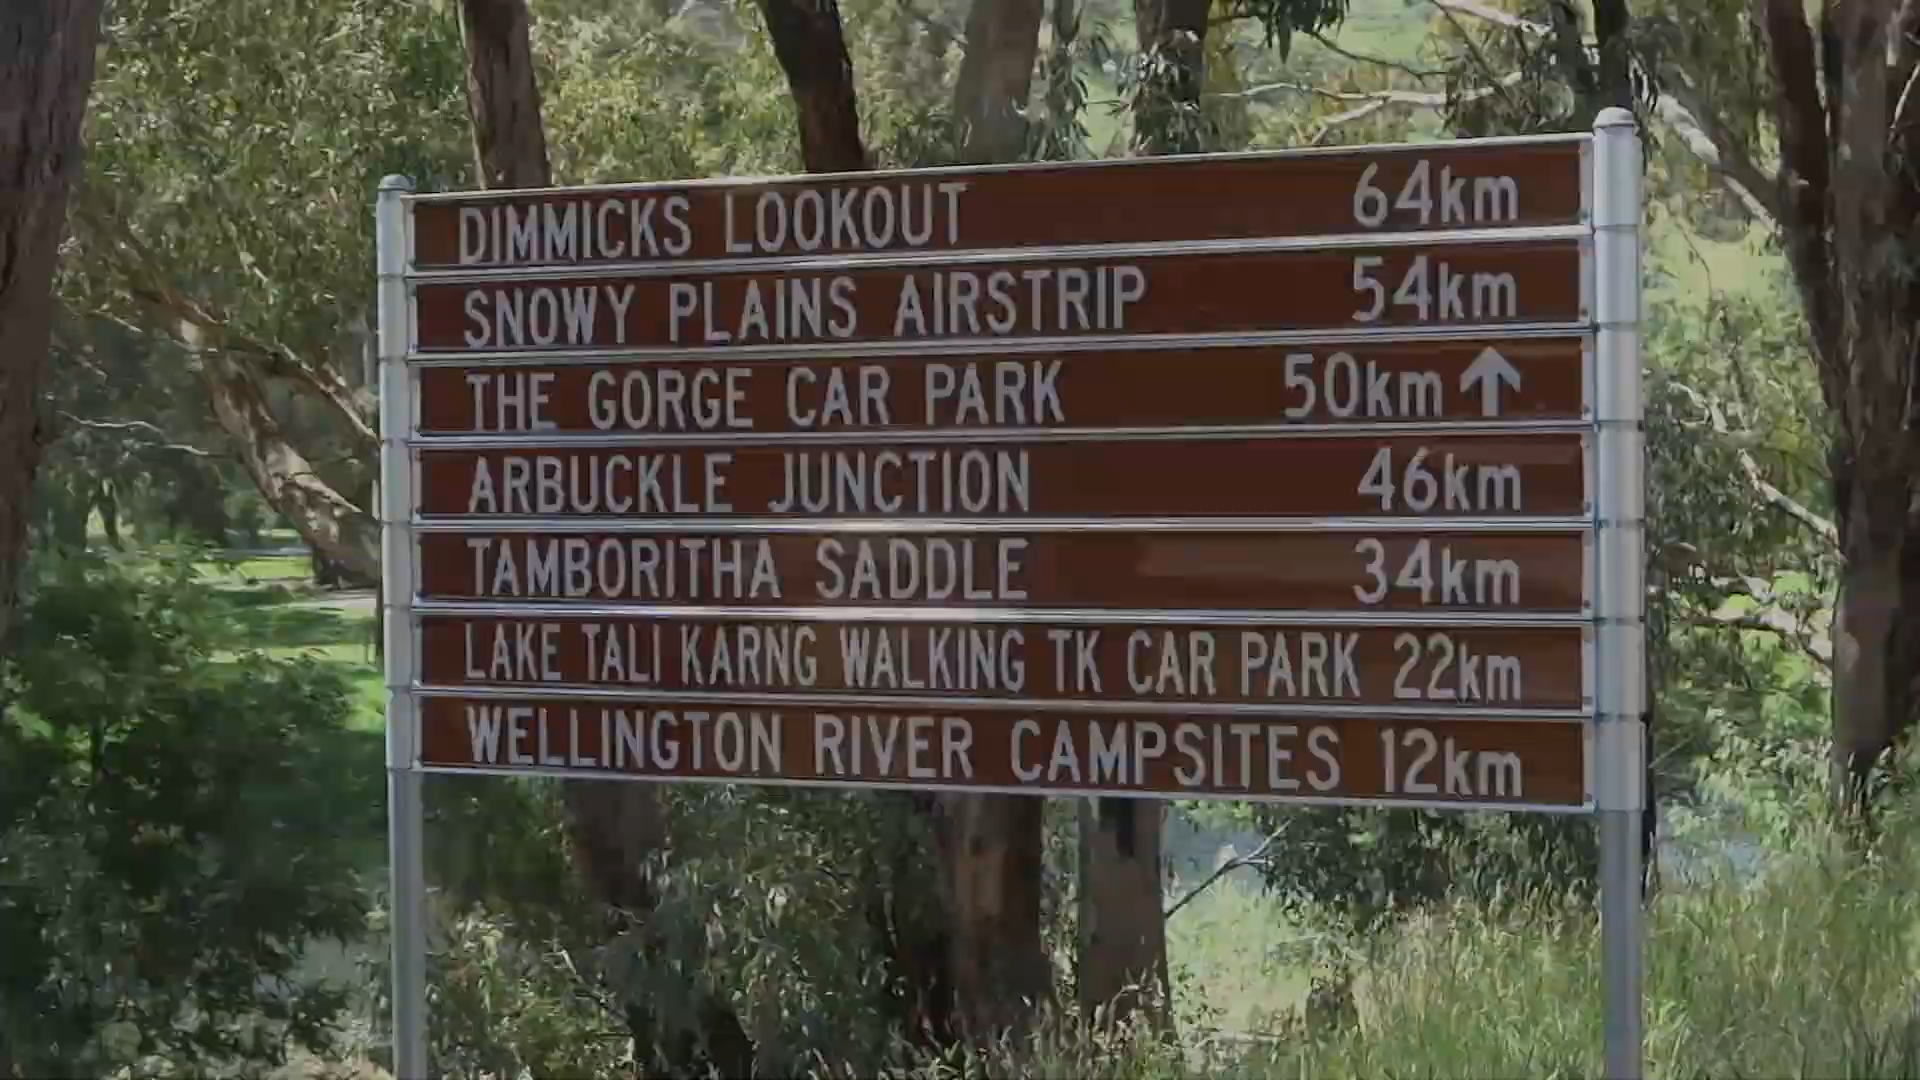 DIMMICKS LOOKOUT 64km
SNOWY PLAINS AIRSTRIP 54km
THE GORGE CAR PARK 50km ↑
ARBUCKLE JUNCTION 46km
TAMBORITHA SADDLE 34km
LAKE TALI KARNG WALKING TK CAR PARK 22km
WELLINGTON RIVER CAMPSITES 12km